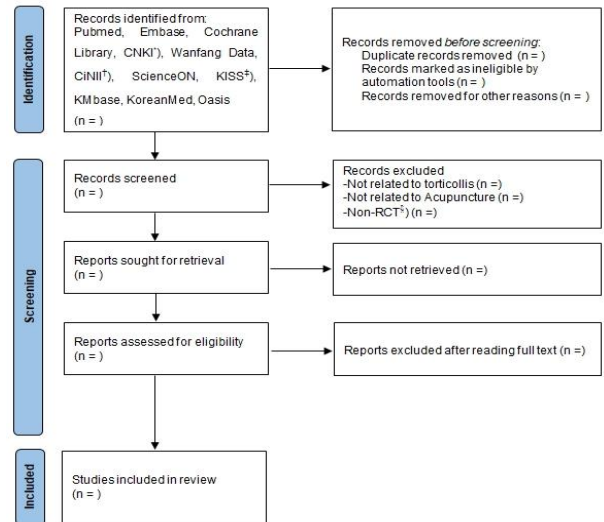 Identification
Records identified from:
Pubmed, Embase, Cochrane
Library, CNKI*), Wanfang Data,
CiNII†), ScienceON, KISS‡),
KMbase, KoreanMed, Oasis
(n = )
Records removed before screening:
Duplicate records removed (n = )
Records marked as ineligible by
automation tools (n = )
Records removed for other reasons (n = )
Screening
Records screened
(n = )
Records excluded
-Not related to torticollis (n =)
-Not related to Acupuncture (n =)
-Non-RCT§) (n =)
Reports sought for retrieval
(n = )
Reports not retrieved (n =)
Reports assessed for eligibility
(n = )
Reports excluded after reading full text (n =)
Included
Studies included in review
(n = )